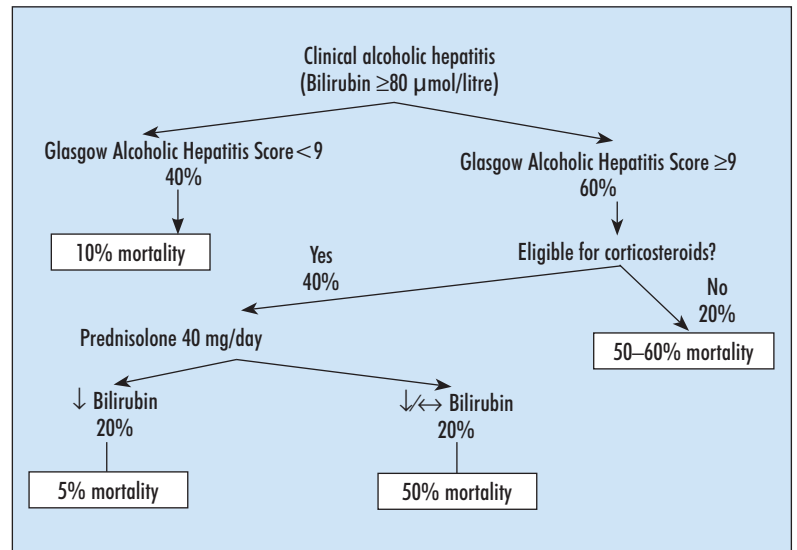 Clinical alcoholic hepatitis
(Bilirubin ≥80 μmol/litre)
Glasgow Alcoholic Hepatitis Score<9
40%
Glasgow Alcoholic Hepatitis Score ≥9
60%
10% mortality
Eligible for corticosteroids?
Yes
40%
No
20%
Prednisolone 40 mg/day
50–60% mortality
↓ Bilirubin
20%
↓/↔ Bilirubin
20%
5% mortality
50% mortality